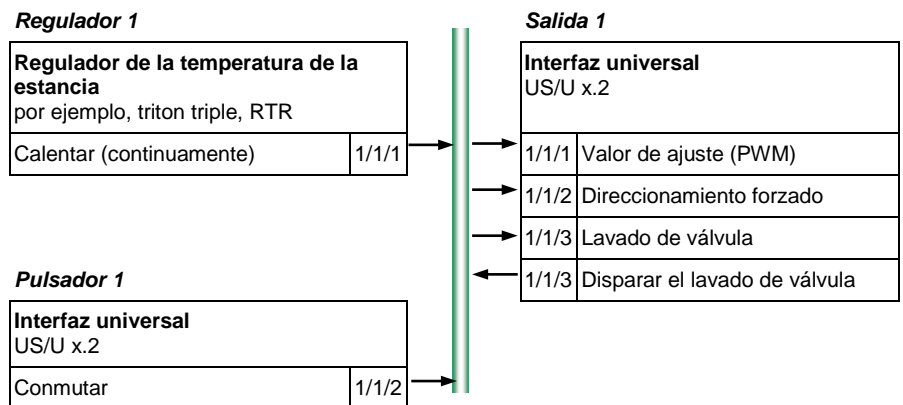 Regulador 1
Regulador de la temperatura de la
estancia
por ejemplo, triton triple, RTR
Calentar (continuamente) 1/1/1
Pulsador 1
Interfaz universal
US/U x.2
Conmutar 1/1/2
Salida 1
Interfaz universal
US/U x.2
1/1/1 Valor de ajuste (PWM)
1/1/2 Direccionamiento forzado
1/1/3 Lavado de válvula
1/1/3 Disparar el lavado de válvula